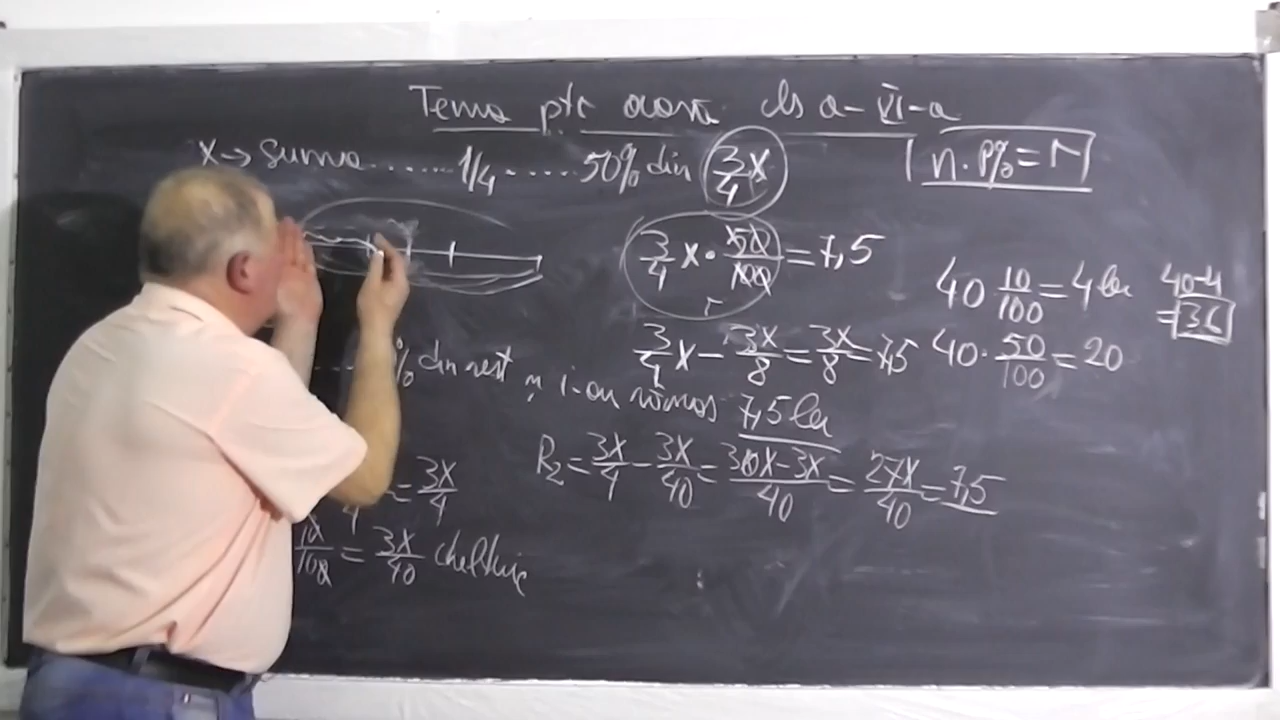 Tema ptr acasă cls a-VI-a
x → suma ........ 1/4 ..... 50% din 3/4 x
n · p% = r
3/4 x · 50/100 = 7,5
40 10/100 = 4 lei 40-4
= 36
3/4 x - 3x/8 = 3x/8 = 7,5 40 · 50/100 = 20
...% din rest și i-au rămas 7,5 lei
= 3x/4
R₂ = 3x/4 - 3x/40 = 30x-3x/40 = 27x/40 = 7,5
10/100 = 3x/40